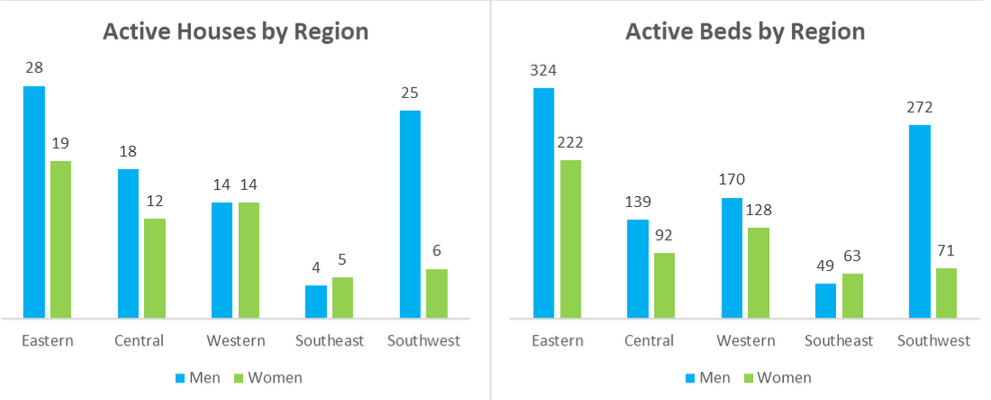 Active Houses by Region
28
19
18
12
14
14
4
5
25
6
Eastern
Central
Western
Southeast
Southwest
Men
Women
Active Beds by Region
324
222
139
92
170
128
49
63
272
71
Eastern
Central
Western
Southeast
Southwest
Men
Women